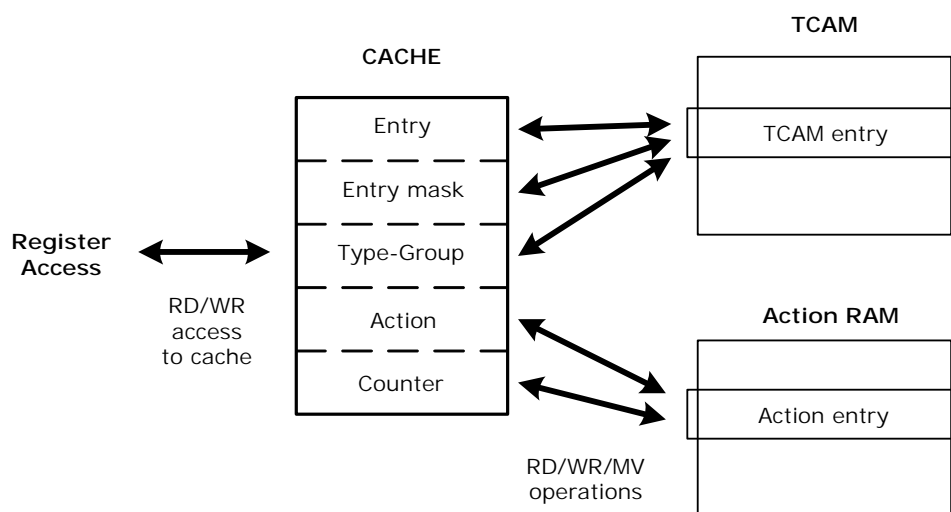 TCAM
CACHE
Entry
TCAM entry
Entry mask
Register
Access
Type-Group
RD/WR
access
to cache
Action
Action RAM
Counter
Action entry
RD/WR/MV
operations